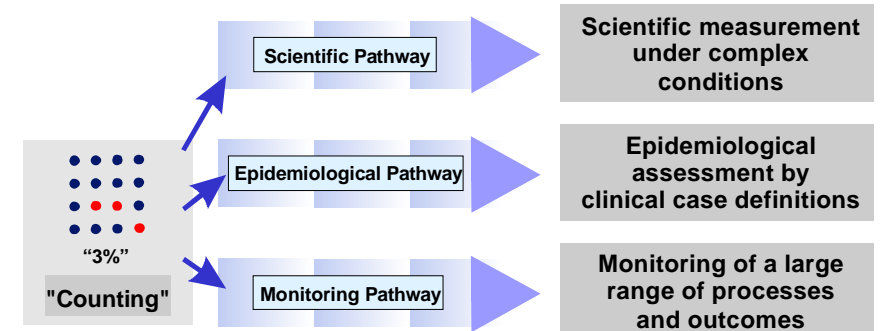 Scientific Pathway
Scientific measurement
under complex
conditions
Epidemiological Pathway
Epidemiological
assessment by
clinical case definitions
“3%”
"Counting"
Monitoring Pathway
Monitoring of a large
range of processes
and outcomes